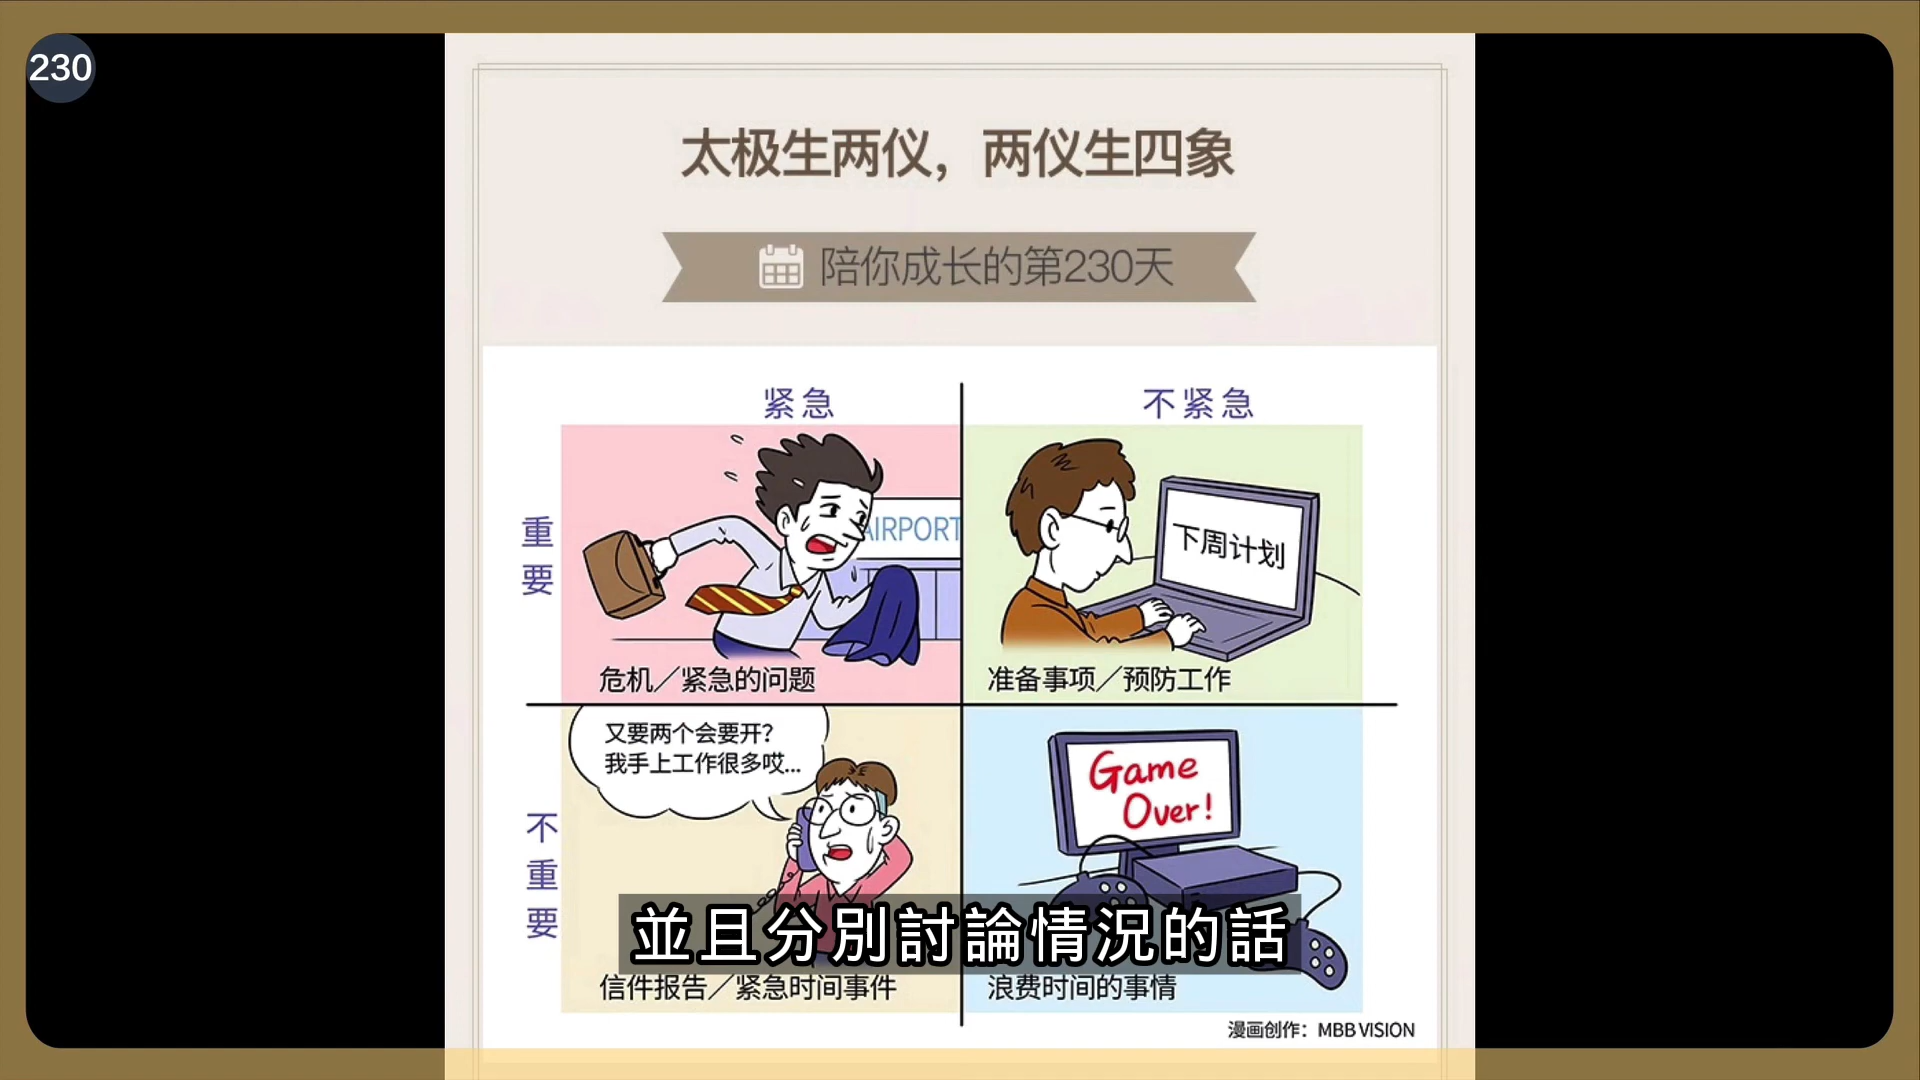 230
太极生两仪，两仪生四象
陪你成长的第230天
紧急
不紧急
重要
AIRPORT
下周计划
危机／紧急的问题
准备事项／预防工作
又要两个会要开？
我手上工作很多哎...
Game
Over!
不重要
並且分別討論情況的話
信件报告／紧急时间事件
浪费时间的事情
漫画创作：MBB VISION